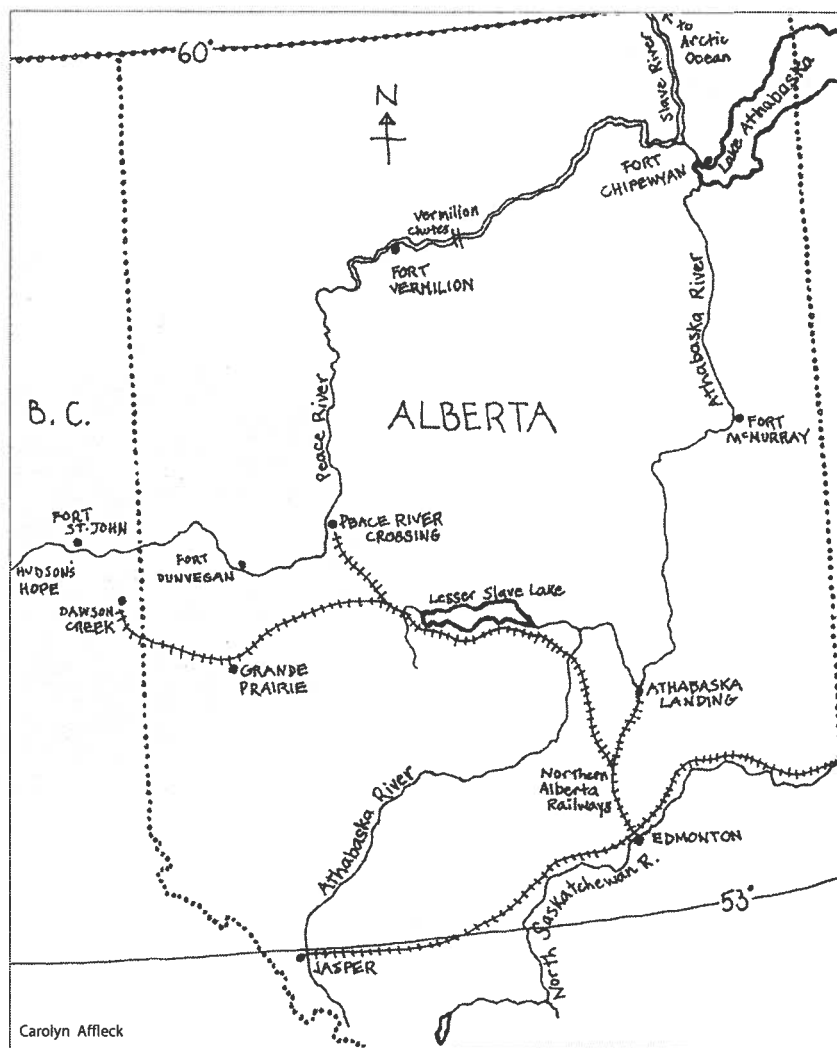 60°
to
Arctic
Ocean
Slave River
Lake Athabaska
N
FORT
CHIPEWYAN
Vermilion
Chutes
FORT
VERMILION
Athabaska River
Peace River
B. C.
ALBERTA
FORT
McMURRAY
FORT
ST. JOHN
PEACE RIVER
CROSSING
HUDSON'S
HOPE
FORT
DUNVEGAN
Lesser Slave Lake
DAWSON
CREEK
GRANDE
PRAIRIE
ATHABASKA
LANDING
Northern
Alberta
Railways
Athabaska River
EDMONTON
North Saskatchewan R.
53°
JASPER
Carolyn Affleck